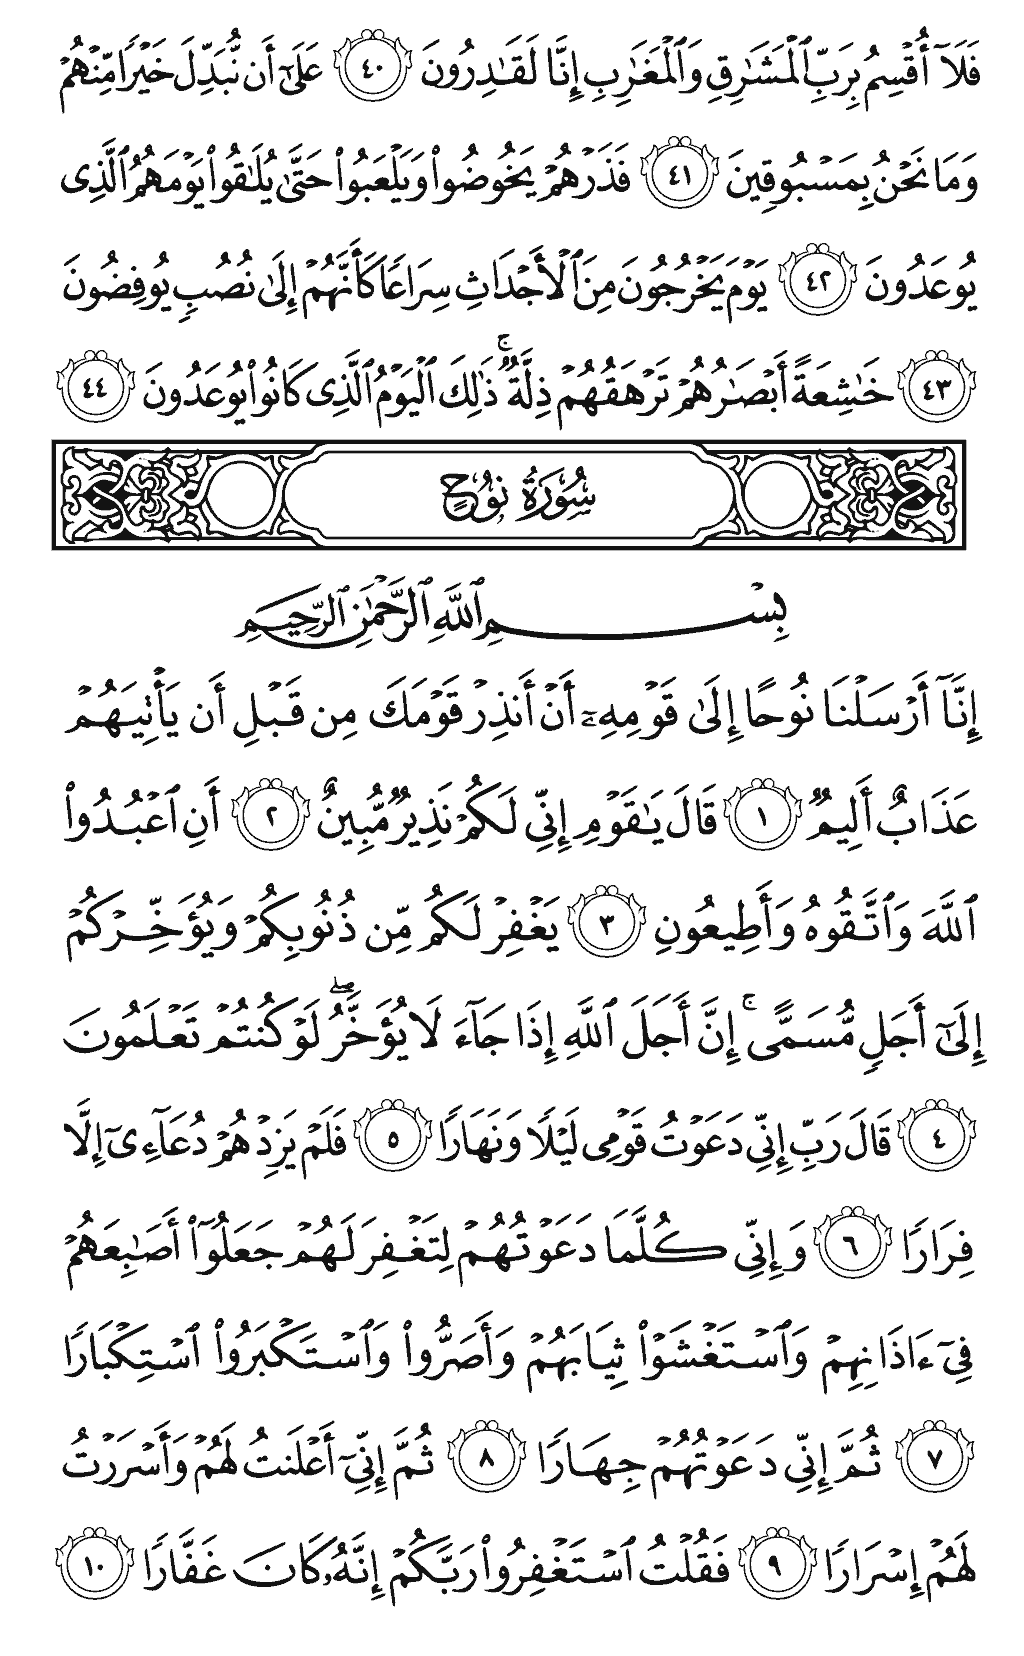 فَلَآ أُقۡسِمُ بِرَبِّ ٱلۡمَشَٰرِقِ وَٱلۡمَغَٰرِبِ إِنَّا لَقَٰدِرُونَ ٤٠ عَلَىٰٓ أَن نُّبَدِّلَ خَيۡرٗا مِّنۡهُمۡ
وَمَا نَحۡنُ بِمَسۡبُوقِينَ ٤١ فَذَرۡهُمۡ يَخُوضُواْ وَيَلۡعَبُواْ حَتَّىٰ يُلَٰقُواْ يَوۡمَهُمُ ٱلَّذِي
يُوعَدُونَ ٤٢ يَوۡمَ يَخۡرُجُونَ مِنَ ٱلۡأَجۡدَاثِ سِرَاعٗا كَأَنَّهُمۡ إِلَىٰ نُصُبٖ يُوفِضُونَ
٤٣ خَٰشِعَةً أَبۡصَٰرُهُمۡ تَرۡهَقُهُمۡ ذِلَّةٞۚ ذَٰلِكَ ٱلۡيَوۡمُ ٱلَّذِي كَانُواْ يُوعَدُونَ ٤٤
سُورَةُ نُوحٍ
بِسۡمِ ٱللَّهِ ٱلرَّحۡمَٰنِ ٱلرَّحِيمِ
إِنَّآ أَرۡسَلۡنَا نُوحًا إِلَىٰ قَوۡمِهِۦٓ أَنۡ أَنذِرۡ قَوۡمَكَ مِن قَبۡلِ أَن يَأۡتِيَهُمۡ
عَذَابٌ أَلِيمٞ ١ قَالَ يَٰقَوۡمِ إِنِّي لَكُمۡ نَذِيرٞ مُّبِينٌ ٢ أَنِ ٱعۡبُدُواْ
ٱللَّهَ وَٱتَّقُوهُ وَأَطِيعُونِ ٣ يَغۡفِرۡ لَكُم مِّن ذُنُوبِكُمۡ وَيُؤَخِّرۡكُمۡ
إِلَىٰٓ أَجَلٖ مُّسَمًّىۚ إِنَّ أَجَلَ ٱللَّهِ إِذَا جَآءَ لَا يُؤَخَّرُۖ لَوۡ كُنتُمۡ تَعۡلَمُونَ
٤ قَالَ رَبِّ إِنِّي دَعَوۡتُ قَوۡمِي لَيۡلٗا وَنَهَارٗا ٥ فَلَمۡ يَزِدۡهُمۡ دُعَآءِيٓ إِلَّا
فِرَارٗا ٦ وَإِنِّي كُلَّمَا دَعَوۡتُهُمۡ لِتَغۡفِرَ لَهُمۡ جَعَلُوٓاْ أَصَٰبِعَهُمۡ
فِيٓ ءَاذَانِهِمۡ وَٱسۡتَغۡشَوۡاْ ثِيَابَهُمۡ وَأَصَرُّواْ وَٱسۡتَكۡبَرُواْ ٱسۡتِكۡبَارٗا
٧ ثُمَّ إِنِّي دَعَوۡتُهُمۡ جِهَارٗا ٨ ثُمَّ إِنِّيٓ أَعۡلَنتُ لَهُمۡ وَأَسۡرَرۡتُ
لَهُمۡ إِسۡرَارٗا ٩ فَقُلۡتُ ٱسۡتَغۡفِرُواْ رَبَّكُمۡ إِنَّهُۥ كَانَ غَفَّارٗا ١٠